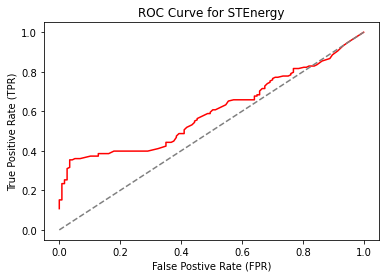 ROC Curve for STEnergy
True Positive Rate (TPR)
1.0
0.8
0.6
0.4
0.2
0.0
0.0 0.2 0.4 0.6 0.8 1.0
False Postive Rate (FPR)